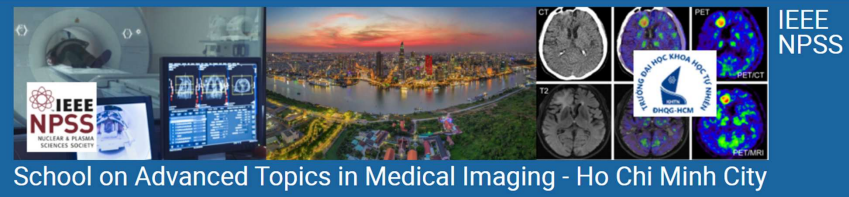 IEEE
NPSS
IEEE
NPSS
NUCLEAR & PLASMA
SCIENCES SOCIETY
CT
PET
PET/CT
T2
PET/MRI
TRƯỜNG ĐẠI HỌC KHOA HỌC TỰ NHIÊN
KHTN
ĐHQG-HCM
School on Advanced Topics in Medical Imaging - Ho Chi Minh City